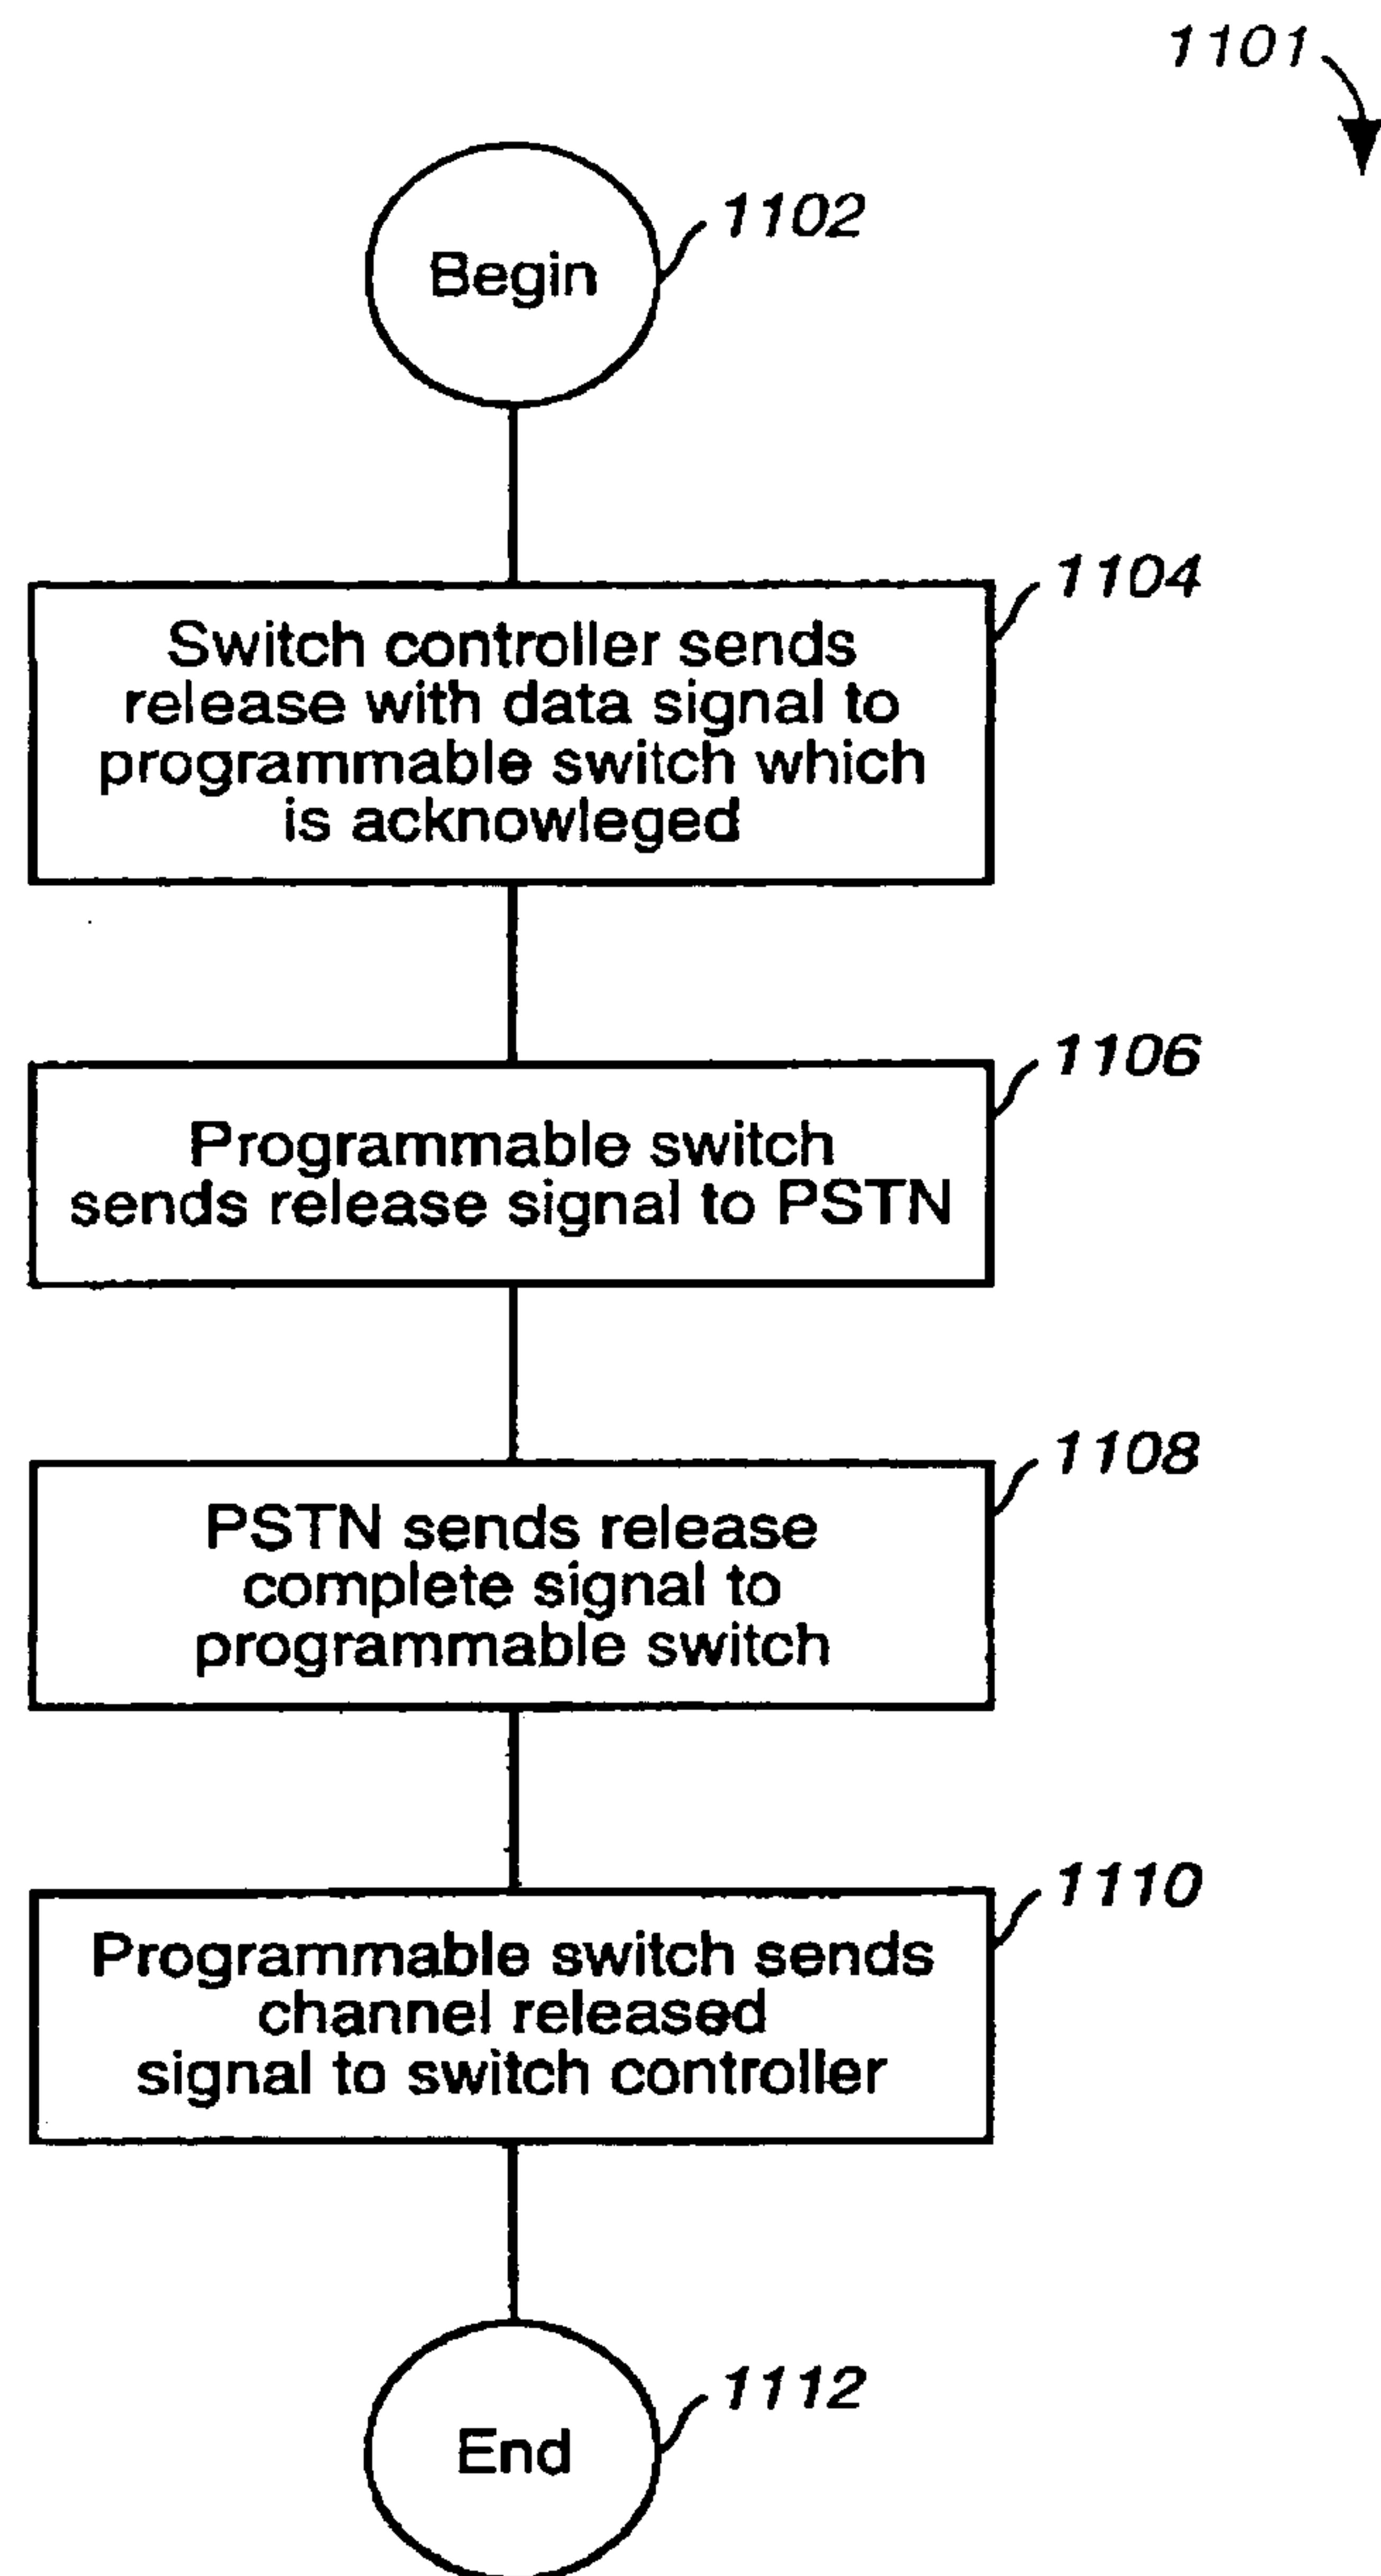 1101
Begin
1102
1104
Switch controller sends
release with data signal to
programmable switch which
is acknowleged
1106
Programmable switch
sends release signal to PSTN
1108
PSTN sends release
complete signal to
programmable switch
1110
Programmable switch sends
channel released
signal to switch controller
End
1112